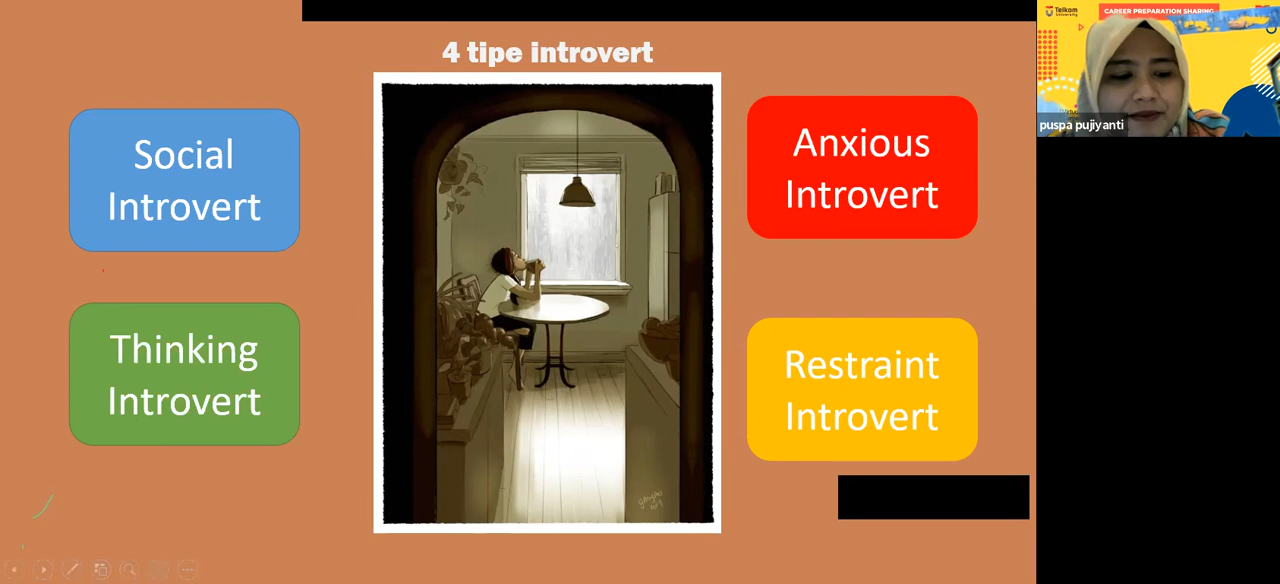 4 tipe introvert
Social
Introvert
Anxious
Introvert
Thinking
Introvert
Restraint
Introvert
Telkom
University
CAREER PREPARATION SHARING
puspa pujiyanti